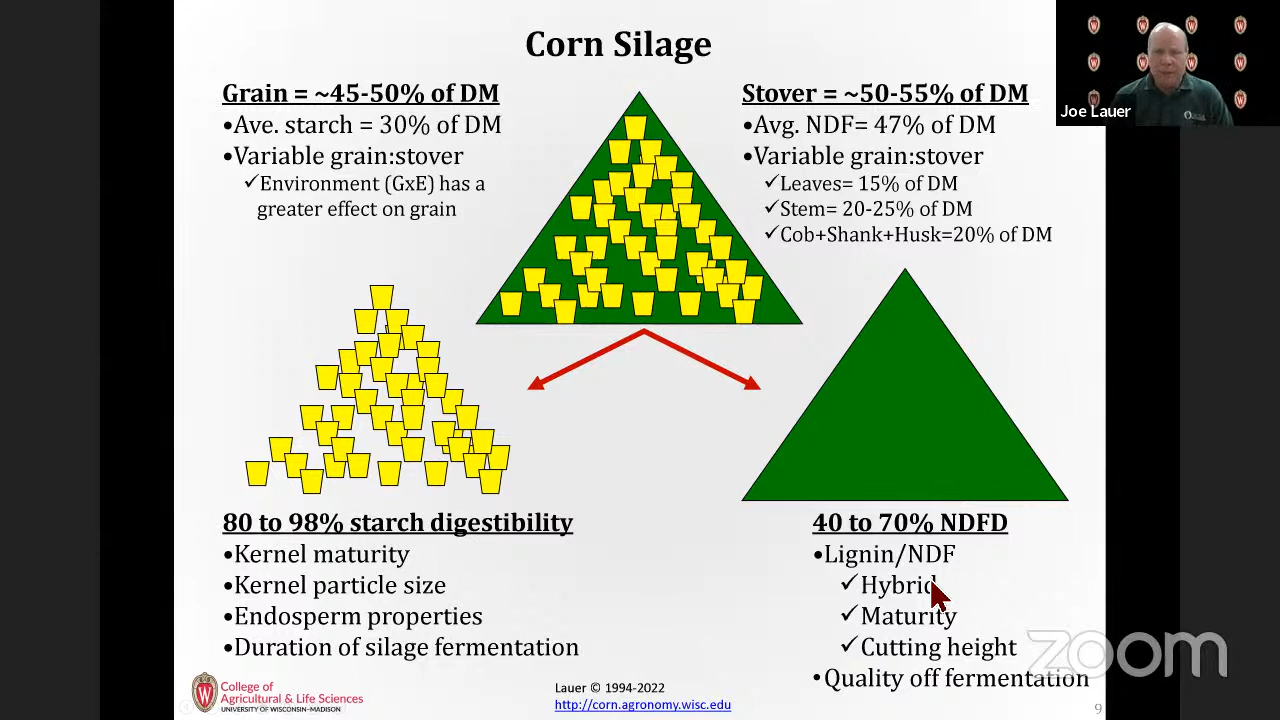 Corn Silage
Grain = ~45-50% of DM
•Ave. starch = 30% of DM
•Variable grain:stover
✓Environment (GxE) has a
greater effect on grain
Stover = ~50-55% of DM
•Avg. NDF= 47% of DM
•Variable grain:stover
✓Leaves= 15% of DM
✓Stem= 20-25% of DM
✓Cob+Shank+Husk=20% of DM
Joe Lauer
80 to 98% starch digestibility
•Kernel maturity
•Kernel particle size
•Endosperm properties
•Duration of silage fermentation
40 to 70% NDFD
•Lignin/NDF
✓Hybrid
✓Maturity
✓Cutting height
•Quality off fermentation
zoom
W
College of
Agricultural & Life Sciences
UNIVERSITY OF WISCONSIN–MADISON
Lauer © 1994-2022
http://corn.agronomy.wisc.edu
9